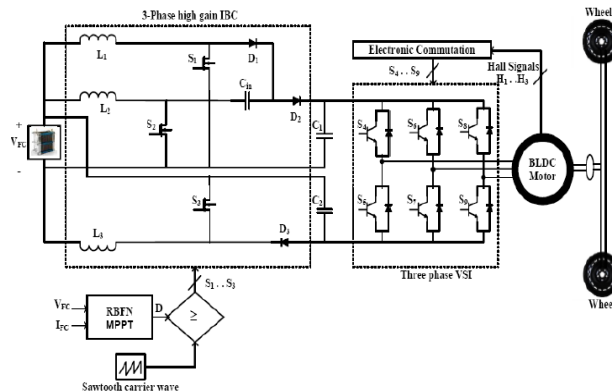 3-Phase high gain IBC
Wheel
L1
S1
D1
Electronic Commutation
Hall Signals
H1 . . H3
S4 . . S9
L2
Cin
D2
S2
C1
+
VFC
-
S4
S6
S8
BLDC
Motor
S3
C2
S5
S7
S9
L3
D3
Three phase VSI
S1 . . S3
VFC
IFC
RBFN
MPPT
D
≥
Wheel
Sawtooth carrier wave